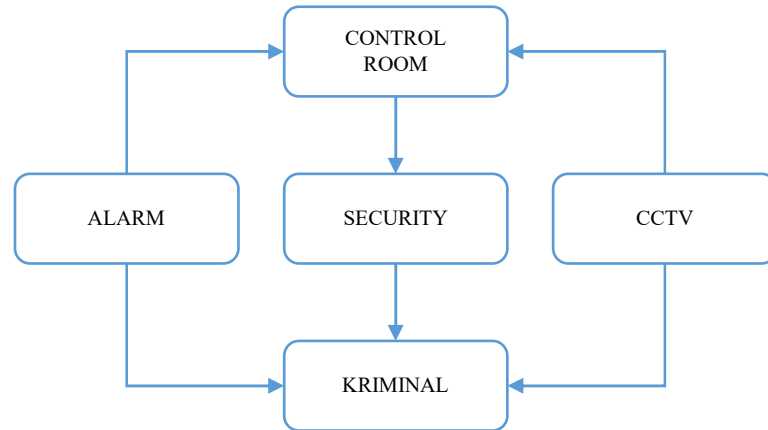 CONTROL
ROOM
ALARM
SECURITY
CCTV
KRIMINAL